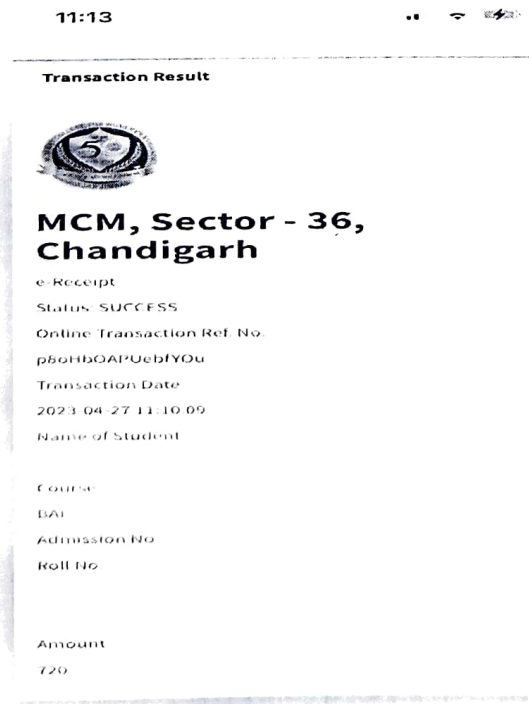 11:13
Transaction Result
50
MCM, Sector - 36,
Chandigarh
e-Receipt
Status: SUCCESS
Online Transaction Ref. No.
Transaction Date
2023-04-27 11:10:09
Name of Student
Course
BAI
Admission No
Roll No.
Amount
720